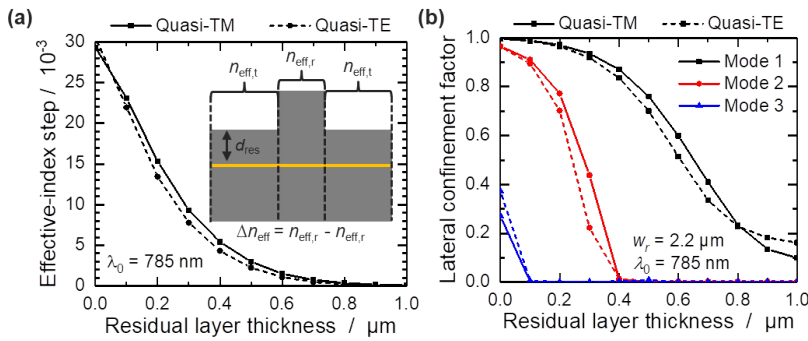 (a)
Quasi-TM
Quasi-TE
Effective-index step / 10⁻³
30
25
20
15
10
5
0
n_eff,t
n_eff,r
n_eff,t
d_res
Δn_eff = n_eff,r - n_eff,r
λ₀ = 785 nm
0.0 0.2 0.4 0.6 0.8 1.0
Residual layer thickness / μm
(b)
Quasi-TM
Quasi-TE
Lateral confinement factor
1.0
0.8
0.6
0.4
0.2
0.0
Mode 1
Mode 2
Mode 3
w_r = 2.2 μm
λ₀ = 785 nm
0.0 0.2 0.4 0.6 0.8 1.0
Residual layer thickness / μm